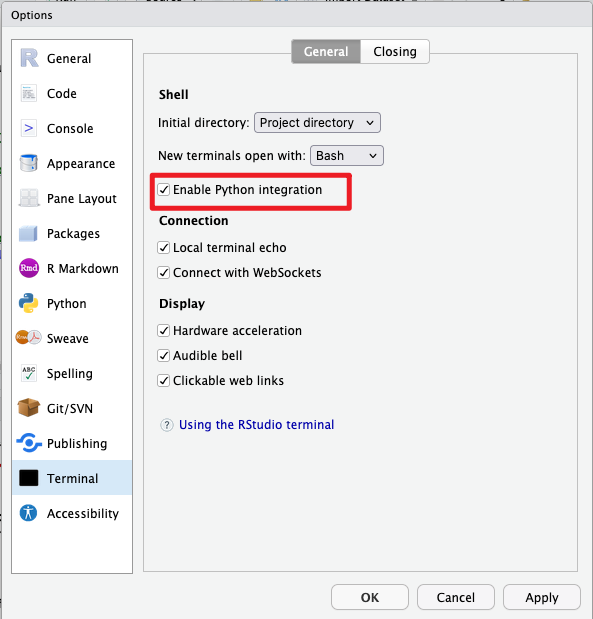 Options
General
Code
Console
Appearance
Pane Layout
Packages
Rmd R Markdown
Python
Sweave
ABC Spelling
Git/SVN
Publishing
Terminal
Accessibility
General Closing
Shell
Initial directory: Project directory
New terminals open with: Bash
Enable Python integration
Connection
Local terminal echo
Connect with WebSockets
Display
Hardware acceleration
Audible bell
Clickable web links
? Using the RStudio terminal
OK Cancel Apply